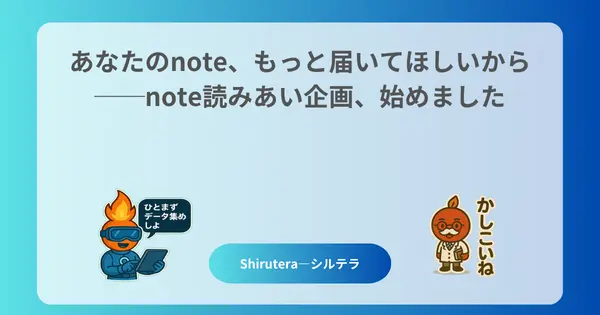 あなたのnote、もっと届いてほしいから
──note読みあい企画、始めました
ひとまず
データ集め
しよ
かしこいね
Shirutera―シルテラ